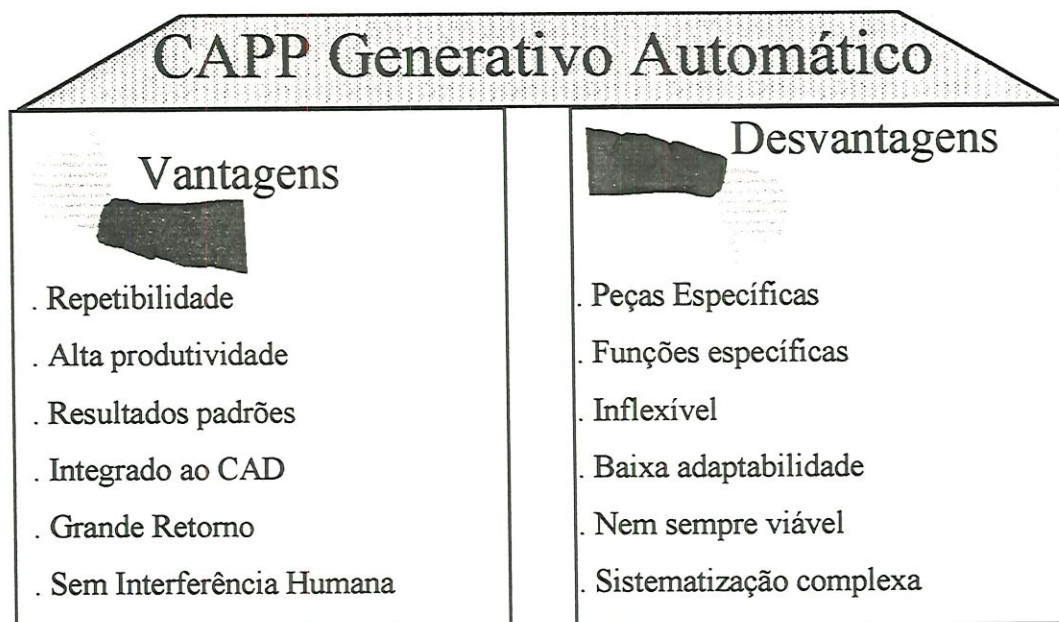 CAPP Generativo Automático
Vantagens
. Repetibilidade
. Alta produtividade
. Resultados padrões
. Integrado ao CAD
. Grande Retorno
. Sem Interferência Humana
Desvantagens
. Peças Específicas
. Funções específicas
. Inflexível
. Baixa adaptabilidade
. Nem sempre viável
. Sistematização complexa